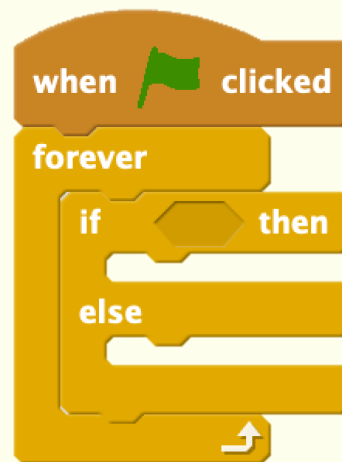 when clicked
forever
if then
else